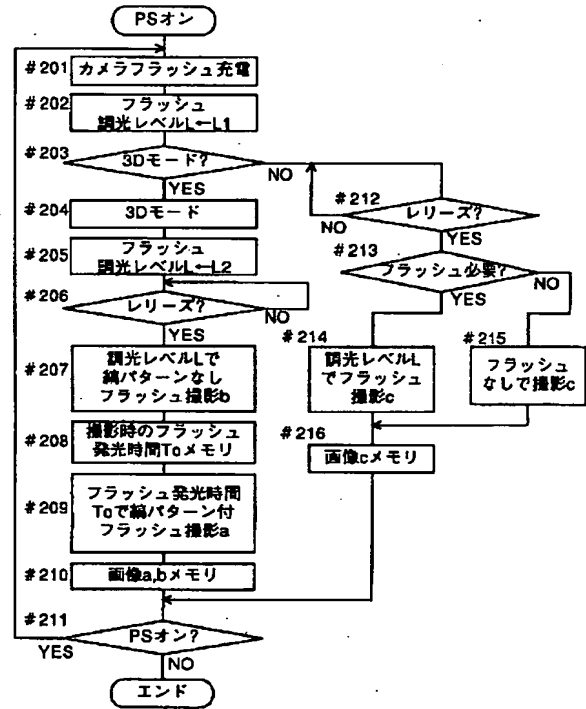 PSオン
#201
カメラフラッシュ充電
#202
フラッシュ
調光レベルL←L1
#203
3Dモード?
NO
YES
#204
3Dモード
#205
フラッシュ
調光レベルL←L2
#206
レリーズ?
NO
YES
#207
調光レベルLで
縞パターンなし
フラッシュ撮影b
#208
撮影時のフラッシュ
発光時間Tcメモリ
#209
フラッシュ発光時間
Tcで縞パターン付
フラッシュ撮影a
#210
画像a,bメモリ
#211
PSオン?
YES
NO
エンド
#212
レリーズ?
NO
YES
#213
フラッシュ必要?
NO
YES
#214
調光レベルL
でフラッシュ
撮影c
#215
フラッシュ
なしで撮影c
#216
画像cメモリ